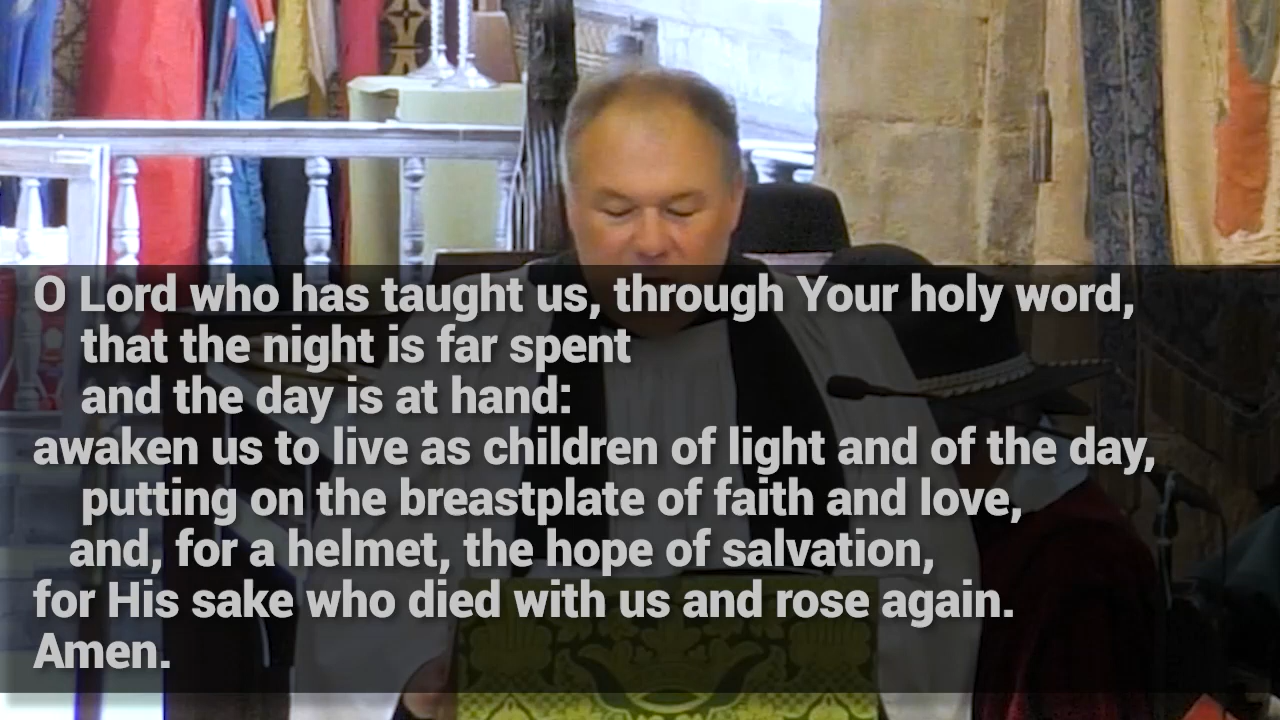 O Lord who has taught us, through Your holy word,
that the night is far spent
and the day is at hand:
awaken us to live as children of light and of the day,
putting on the breastplate of faith and love,
and, for a helmet, the hope of salvation,
for His sake who died with us and rose again.
Amen.